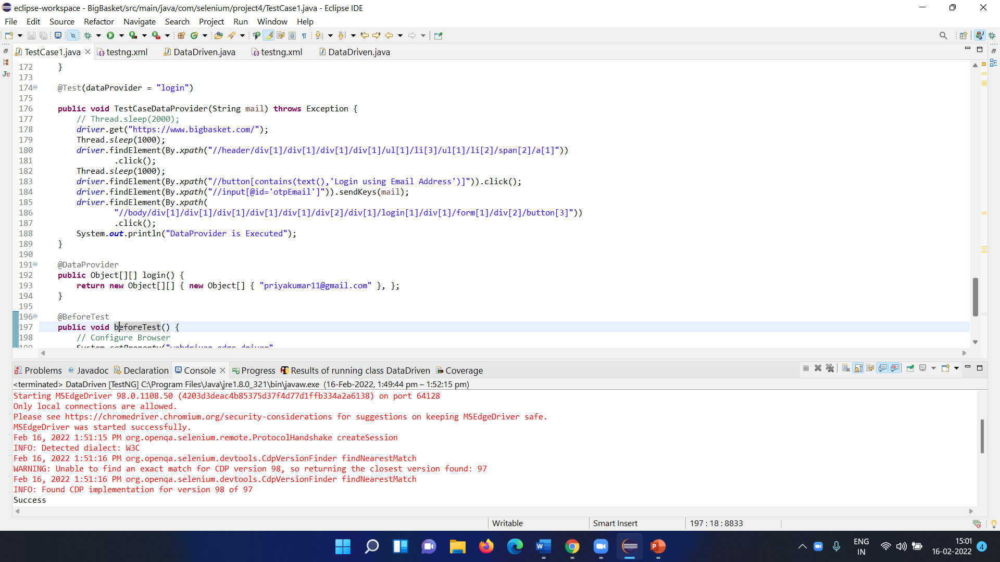 eclipse-workspace - BigBasket/src/main/java/com/selenium/project4/TestCase1.java - Eclipse IDE
File Edit Source Refactor Navigate Search Project Run Window Help
TestCase1.java testng.xml DataDriven.java testng.xml DataDriven.java
172 }
173
174 @Test(dataProvider = "login")
175
176 public void TestCaseDataProvider(String mail) throws Exception {
177 // Thread.sleep(2000);
178 driver.get("https://www.bigbasket.com/");
179 Thread.sleep(1000);
180 driver.findElement(By.xpath("//header/div[1]/div[1]/div[1]/div[1]/ul[1]/li[3]/ul[1]/li[2]/span[2]/a[1]"))
181 .click();
182 Thread.sleep(1000);
183 driver.findElement(By.xpath("//button[contains(text(),'Login using Email Address')]")).click();
184 driver.findElement(By.xpath("//input[@id='otpEmail']")).sendKeys(mail);
185 driver.findElement(By.xpath(
186 "//body/div[1]/div[1]/div[1]/div[1]/div[1]/div[2]/div[1]/login[1]/div[1]/form[1]/div[2]/button[3]"))
187 .click();
188 System.out.println("DataProvider is Executed");
189 }
190
191 @DataProvider
192 public Object[][] login() {
193 return new Object[][] { new Object[] { "priyakumar11@gmail.com" }, };
194 }
195
196 @BeforeTest
197 public void beforeTest() {
198 // Configure Browser
199 System.setProperty("webdriver.edge.driver",
Problems Javadoc Declaration Console Progress Results of running class DataDriven Coverage
<terminated> DataDriven [TestNG] C:\Program Files\Java\jre1.8.0_321\bin\javaw.exe (16-Feb-2022, 1:49:44 pm – 1:52:15 pm)
Starting MSEdgeDriver 98.0.1108.50 (4203d3deac4b85375d37f4d77d1ffb334a2a6138) on port 64128
Only local connections are allowed.
Please see https://chromedriver.chromium.org/security-considerations for suggestions on keeping MSEdgeDriver safe.
MSEdgeDriver was started successfully.
Feb 16, 2022 1:51:15 PM org.openqa.selenium.remote.ProtocolHandshake createSession
INFO: Detected dialect: W3C
Feb 16, 2022 1:51:16 PM org.openqa.selenium.devtools.CdpVersionFinder findNearestMatch
WARNING: Unable to find an exact match for CDP version 98, so returning the closest version found: 97
Feb 16, 2022 1:51:16 PM org.openqa.selenium.devtools.CdpVersionFinder findNearestMatch
INFO: Found CDP implementation for version 98 of 97
Success
Writable Smart Insert 197 : 18 : 8833
ENG
IN
15:01
16-02-2022
4